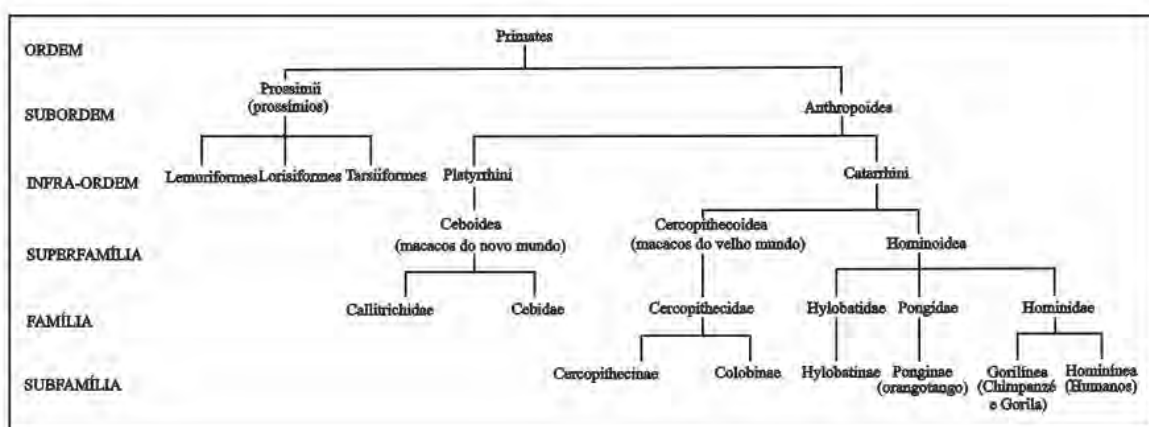 ORDEM
Primates
SUBORDEM
Prossimii
(prossímios)
Anthropoides
INFRA-ORDEM
Lemuriformes Lorisiformes Tarsiiformes
Platyrrhini
Catarrhini
SUPERFAMÍLIA
Ceboidea
(macacos do novo mundo)
Cercopithecoidea
(macacos do velho mundo)
Hominoidea
FAMÍLIA
Callitrichidae
Cebidae
Cercopithecidae
Hylobatidae
Pongidae
Hominidae
SUBFAMÍLIA
Cercopithecinae
Colobinae
Hylobatinae
Ponginae
(orangotango)
Gorilínea
(Chimpanzé
e Gorila)
Hominínea
(Humanos)